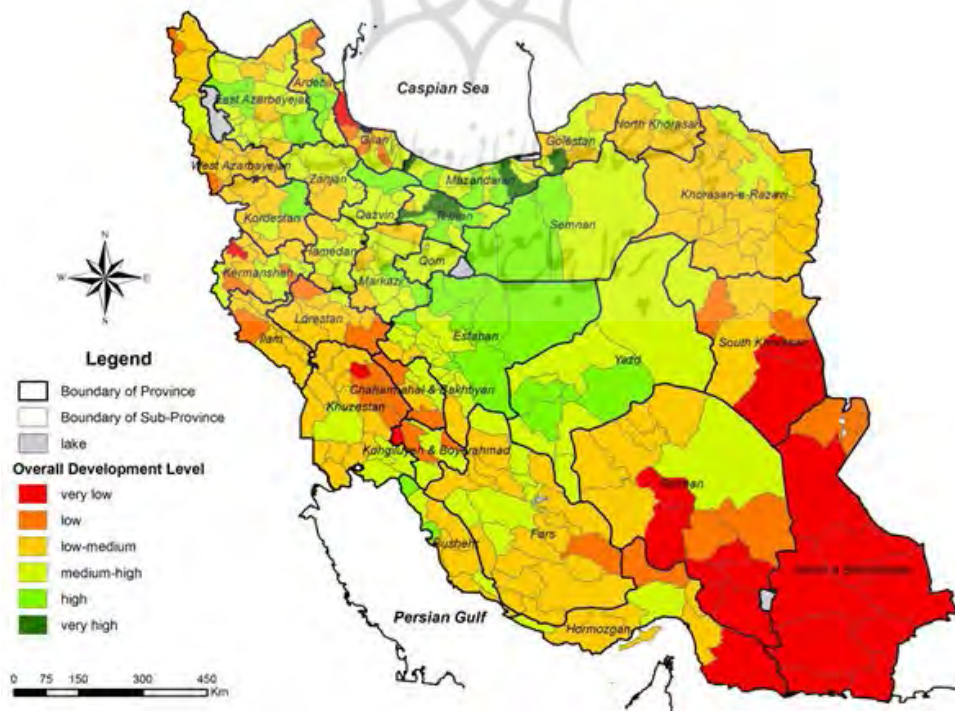 Caspian Sea
Ardebil
East Azarbayejan
Gilan
Golestan
North Khorasan
West Azarbayejan
Zanjan
Mazandaran
Khorasan-e-Razavi
Kordestan
Qazvin
Tehran
Semnan
Hamedan
Qom
Kermanshah
Markazi
N
W
E
S
Lorestan
Esfahan
Ilam
Yazd
South Khorasan
Chaharmahal & Bakhtiyari
Khuzestan
Kohgiluyeh & Boyerahmad
Kerman
Fars
Bushehr
Persian Gulf
Hormozgan
Legend
Boundary of Province
Boundary of Sub-Province
lake
Overall Development Level
very low
low
low-medium
medium-high
high
very high
0 75 150 300 450
Km